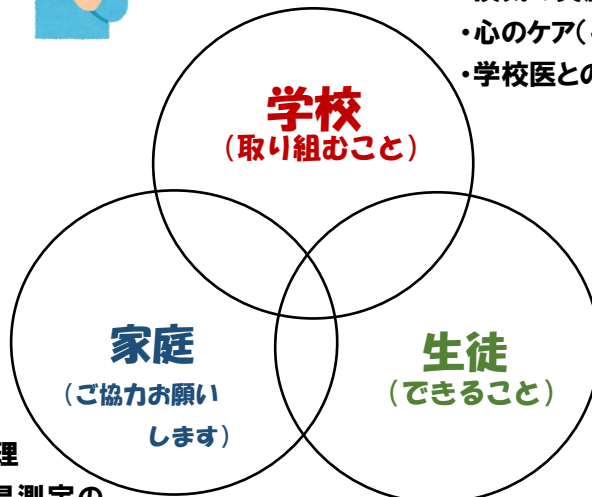 ・心のケア(
・学校医との
学校
(取り組むこと)
家庭
(ご協力お願い
します)
生徒
(できること)
理